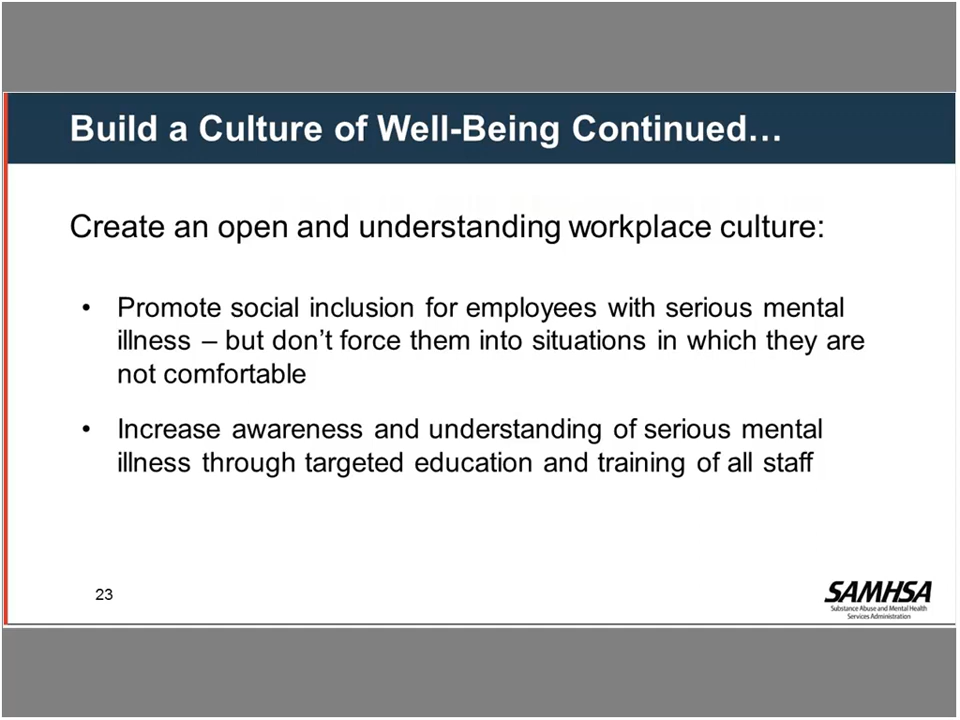 Build a Culture of Well-Being Continued…
Create an open and understanding workplace culture:
• Promote social inclusion for employees with serious mental
illness – but don’t force them into situations in which they are
not comfortable
• Increase awareness and understanding of serious mental
illness through targeted education and training of all staff
23
SAMHSA
Substance Abuse and Mental Health
Services Administration